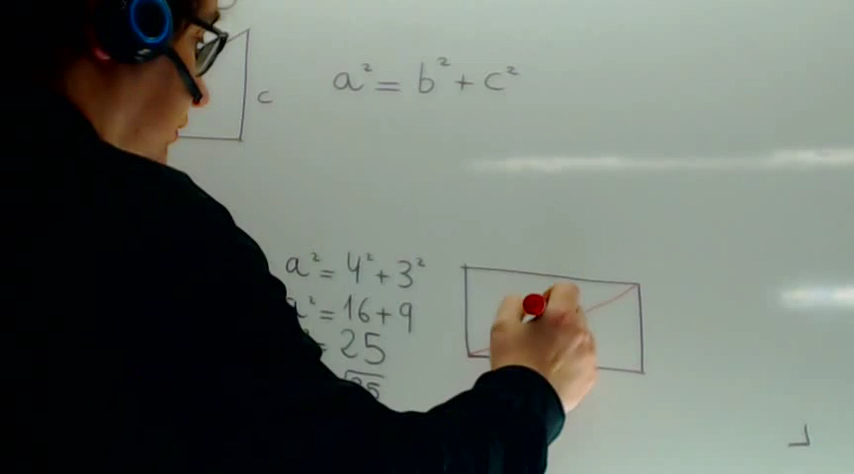 c
a² = b² + c²
a² = 4² + 3²
a² = 16 + 9
= 25